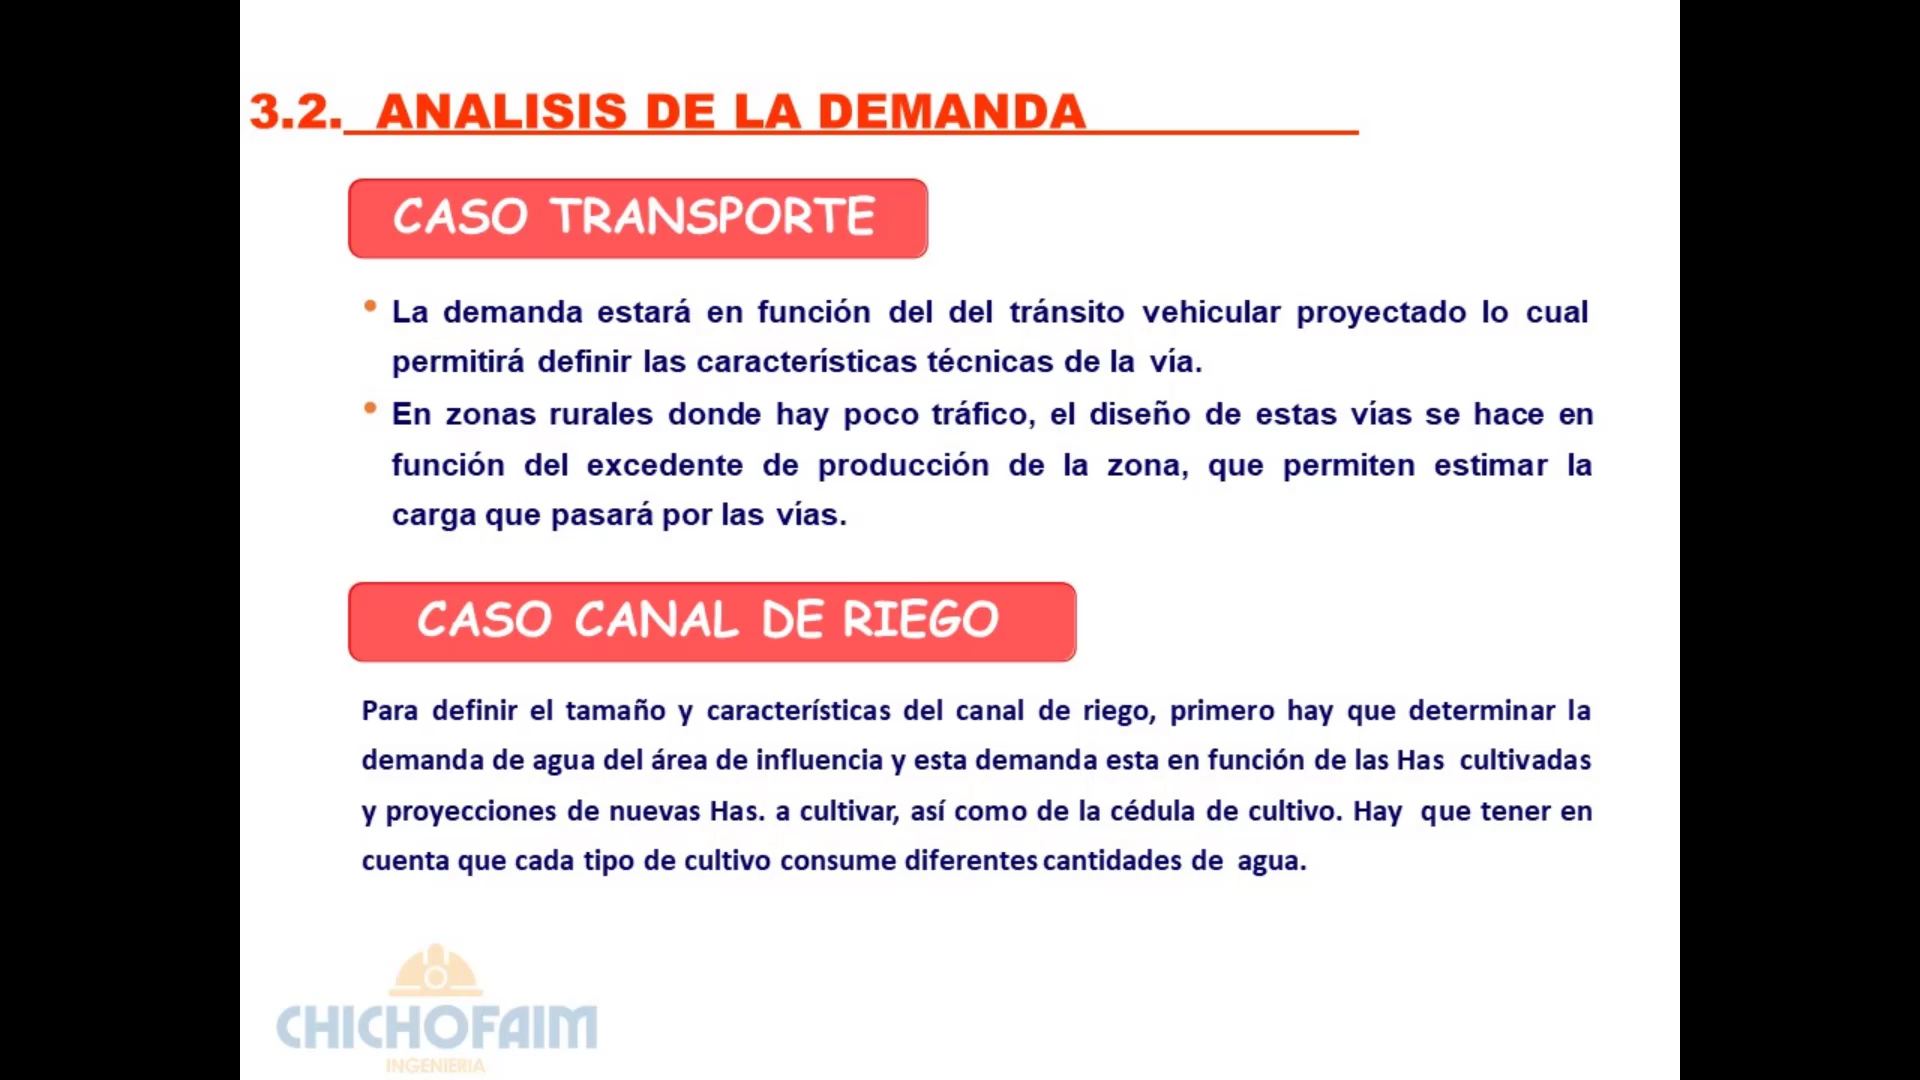 3.2. ANALISIS DE LA DEMANDA
CASO TRANSPORTE
• La demanda estará en función del del tránsito vehicular proyectado lo cual
permitirá definir las características técnicas de la vía.
• En zonas rurales donde hay poco tráfico, el diseño de estas vías se hace en
función del excedente de producción de la zona, que permiten estimar la
carga que pasará por las vías.
CASO CANAL DE RIEGO
Para definir el tamaño y características del canal de riego, primero hay que determinar la
demanda de agua del área de influencia y esta demanda esta en función de las Has cultivadas
y proyecciones de nuevas Has. a cultivar, así como de la cédula de cultivo. Hay que tener en
cuenta que cada tipo de cultivo consume diferentes cantidades de agua.
CHICHOFAIM
INGENIERIA